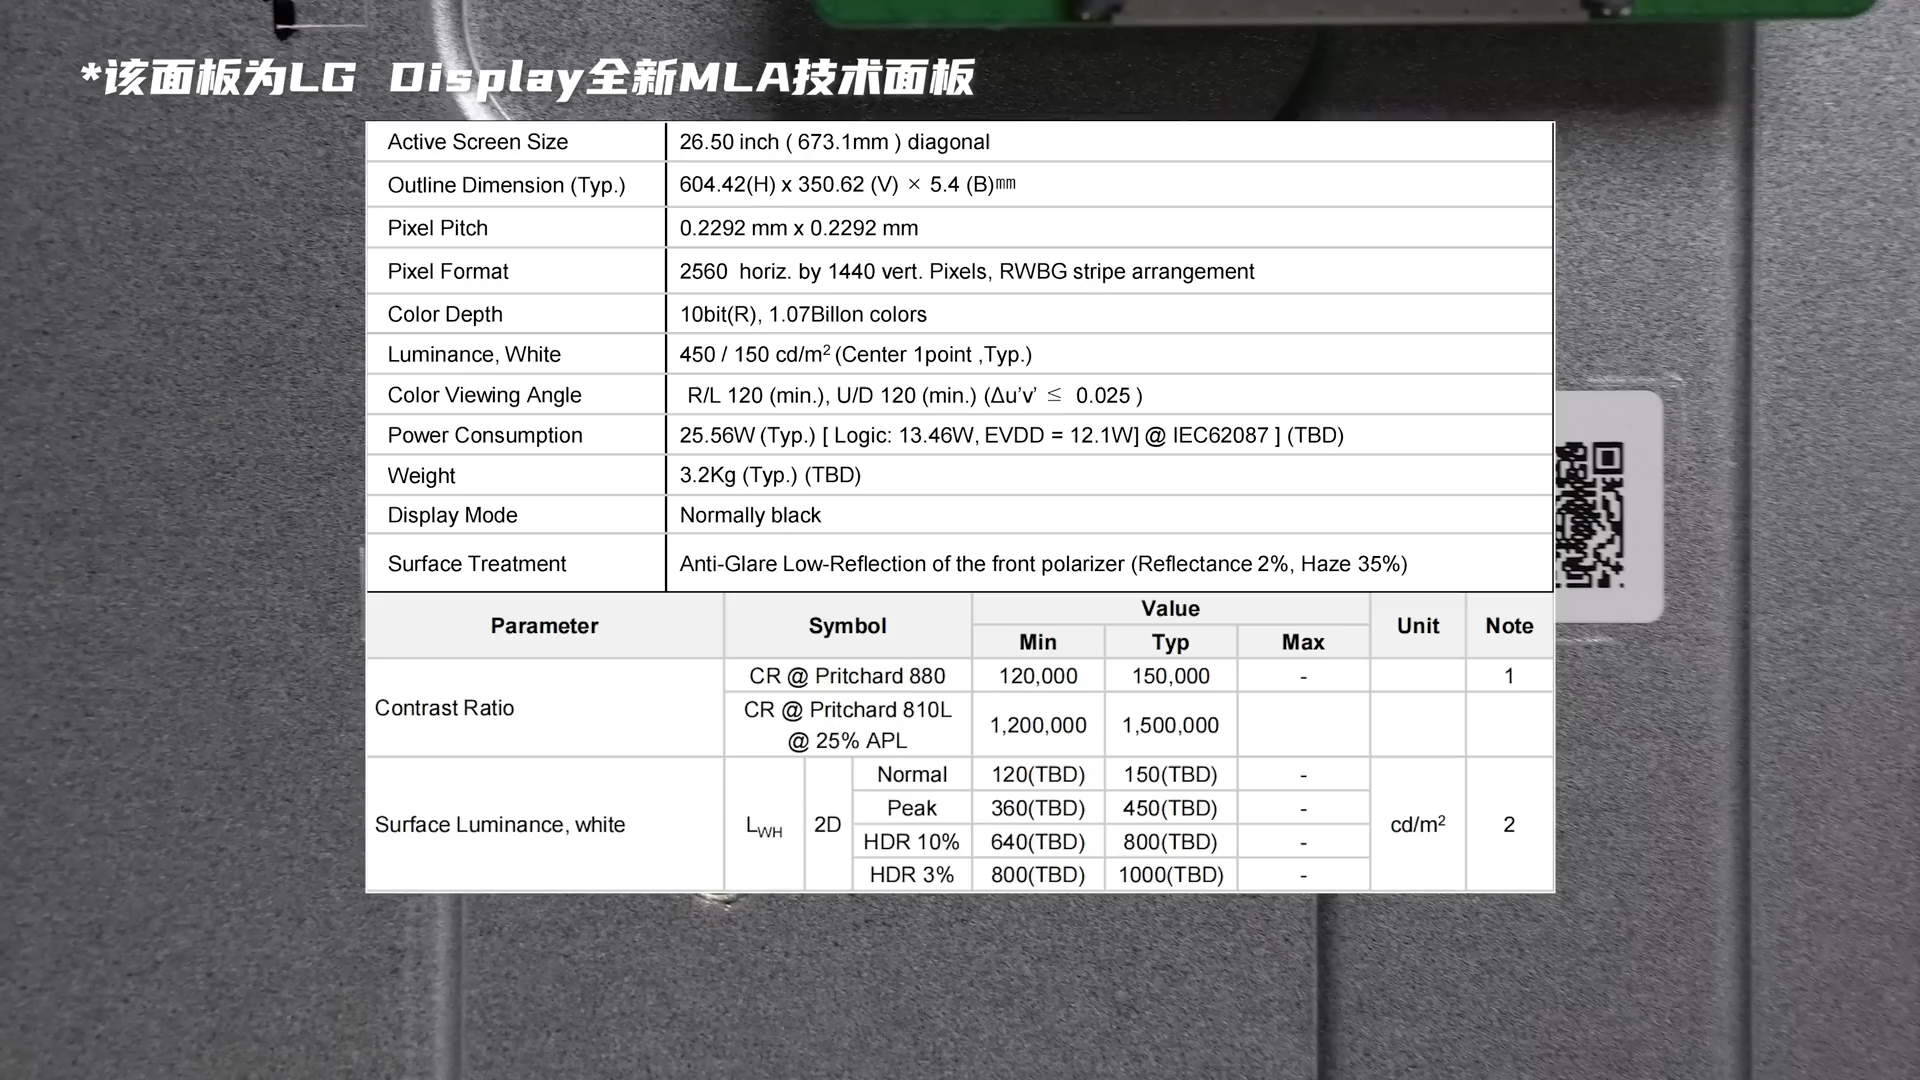 *该面板为LG Display全新MLA技术面板
Active Screen Size 26.50 inch ( 673.1mm ) diagonal
Outline Dimension (Typ.) 604.42(H) x 350.62 (V) × 5.4 (B)㎜
Pixel Pitch 0.2292 mm x 0.2292 mm
Pixel Format 2560 horiz. by 1440 vert. Pixels, RWBG stripe arrangement
Color Depth 10bit(R), 1.07Billon colors
Luminance, White 450 / 150 cd/m² (Center 1point ,Typ.)
Color Viewing Angle R/L 120 (min.), U/D 120 (min.) (Δu’v’ ≤ 0.025 )
Power Consumption 25.56W (Typ.) [ Logic: 13.46W, EVDD = 12.1W] @ IEC62087 ] (TBD)
Weight 3.2Kg (Typ.) (TBD)
Display Mode Normally black
Surface Treatment Anti-Glare Low-Reflection of the front polarizer (Reflectance 2%, Haze 35%)
Parameter Symbol Value Unit Note
Min Typ Max
Contrast Ratio CR @ Pritchard 880 120,000 150,000 - 1
CR @ Pritchard 810L @ 25% APL 1,200,000 1,500,000
Surface Luminance, white LWH 2D Normal 120(TBD) 150(TBD) - cd/m² 2
Peak 360(TBD) 450(TBD) -
HDR 10% 640(TBD) 800(TBD) -
HDR 3% 800(TBD) 1000(TBD) -